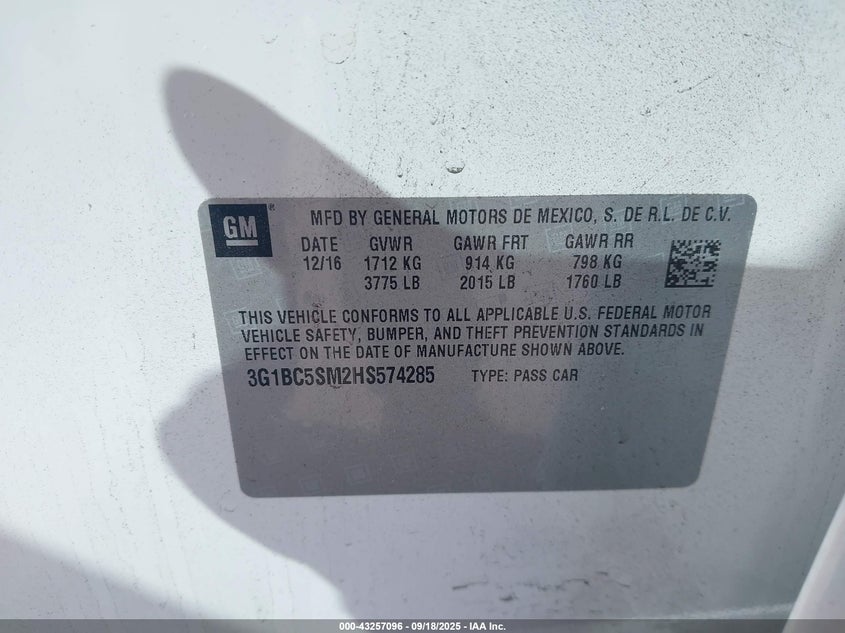 GM ®
MFD BY GENERAL MOTORS DE MEXICO, S. DE R.L. DE C.V.
DATE GVWR GAWR FRT GAWR RR
12/16 1712 KG 914 KG 798 KG
3775 LB 2015 LB 1760 LB
THIS VEHICLE CONFORMS TO ALL APPLICABLE U.S. FEDERAL MOTOR
VEHICLE SAFETY, BUMPER, AND THEFT PREVENTION STANDARDS IN
EFFECT ON THE DATE OF MANUFACTURE SHOWN ABOVE.
3G1BC5SM2HS574285 TYPE: PASS CAR
000-43257096 - 09/18/2025 - IAA Inc.